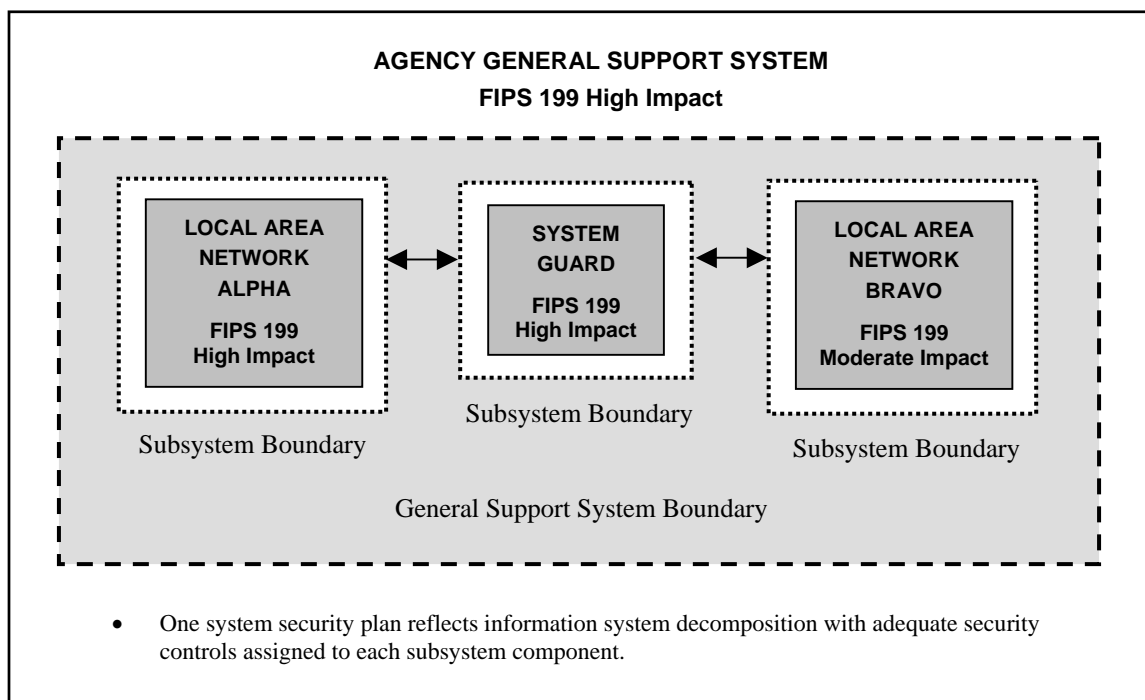 AGENCY GENERAL SUPPORT SYSTEM
FIPS 199 High Impact
LOCAL AREA
NETWORK
ALPHA
FIPS 199
High Impact
Subsystem Boundary
SYSTEM
GUARD
FIPS 199
High Impact
Subsystem Boundary
LOCAL AREA
NETWORK
BRAVO
FIPS 199
Moderate Impact
Subsystem Boundary
General Support System Boundary
• One system security plan reflects information system decomposition with adequate security
controls assigned to each subsystem component.